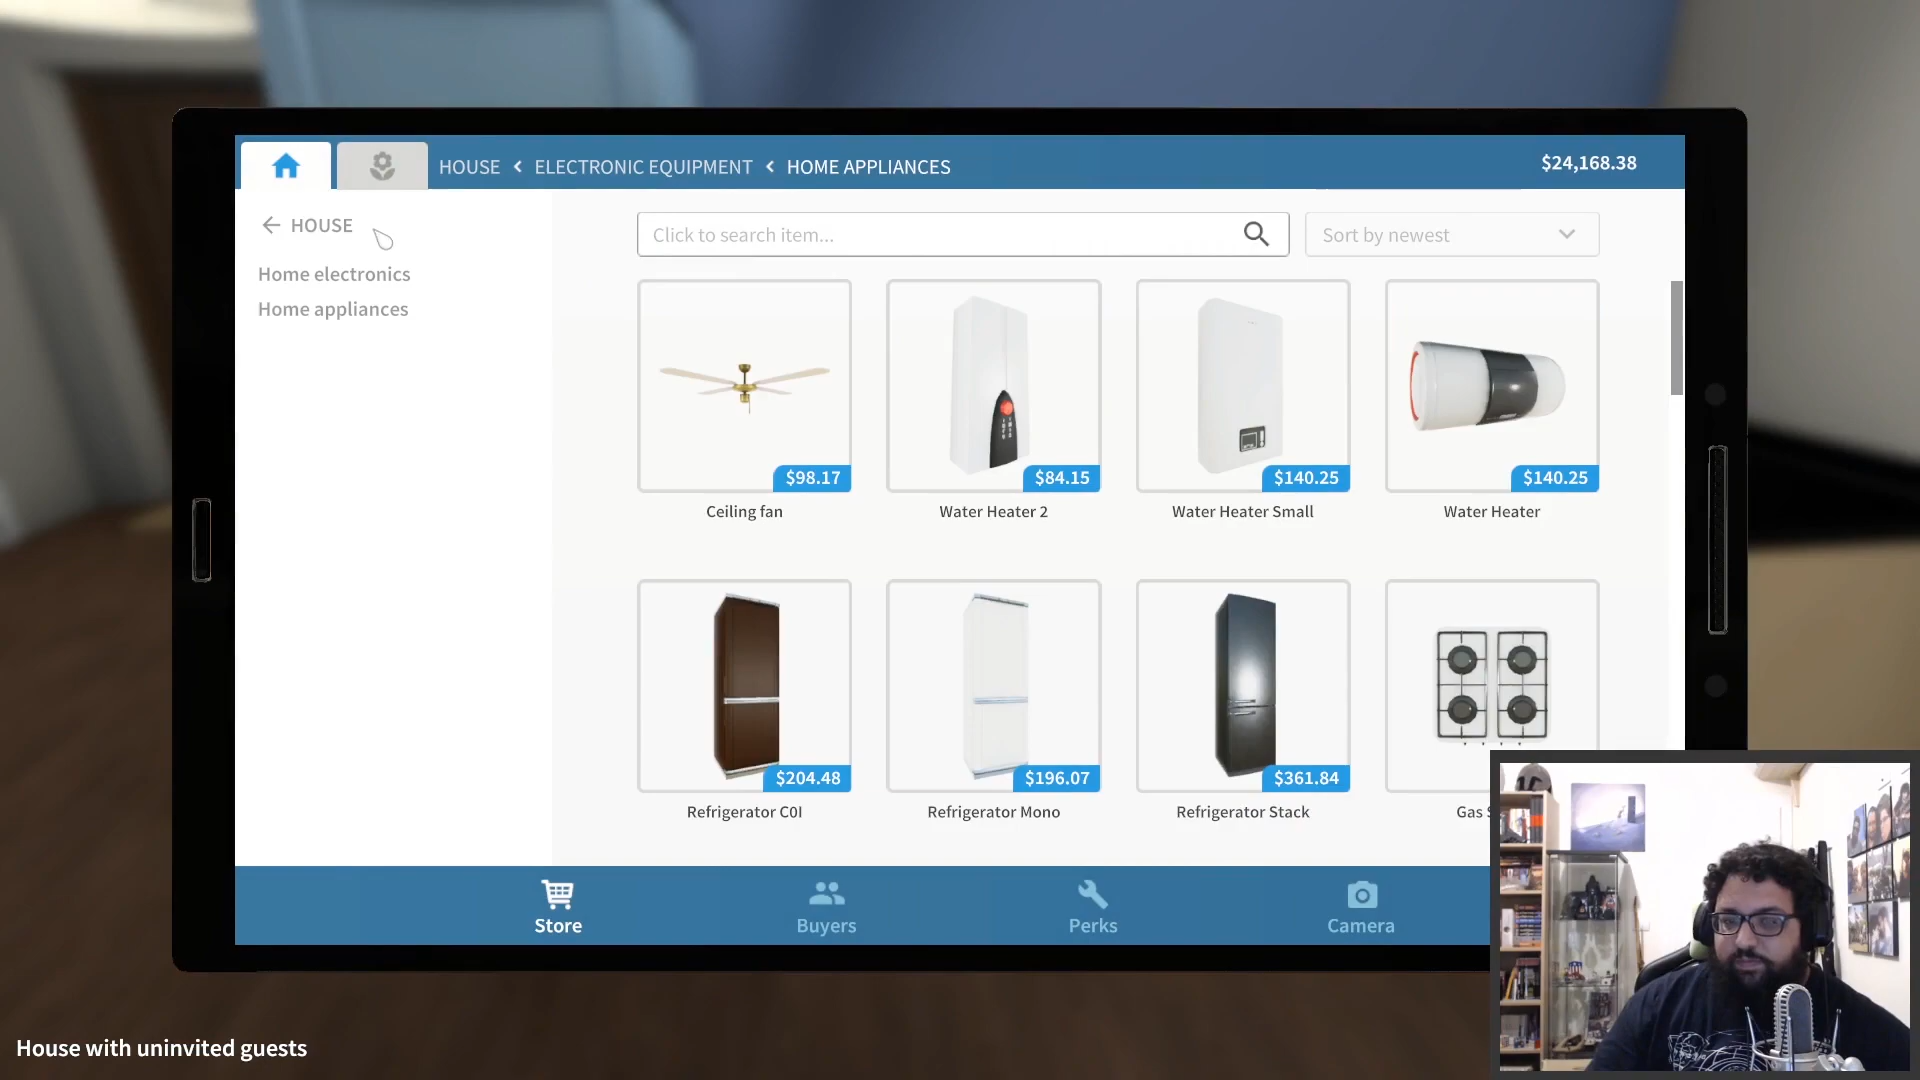 HOUSE < ELECTRONIC EQUIPMENT < HOME APPLIANCES
$24,168.38
HOUSE
Home electronics
Home appliances
Click to search item...
Sort by newest
$98.17
$84.15
$140.25
$140.25
Ceiling fan
Water Heater 2
Water Heater Small
Water Heater
$204.48
$196.07
$361.84
Refrigerator C0I
Refrigerator Mono
Refrigerator Stack
Gas
Store
Buyers
Perks
Camera
House with uninvited guests